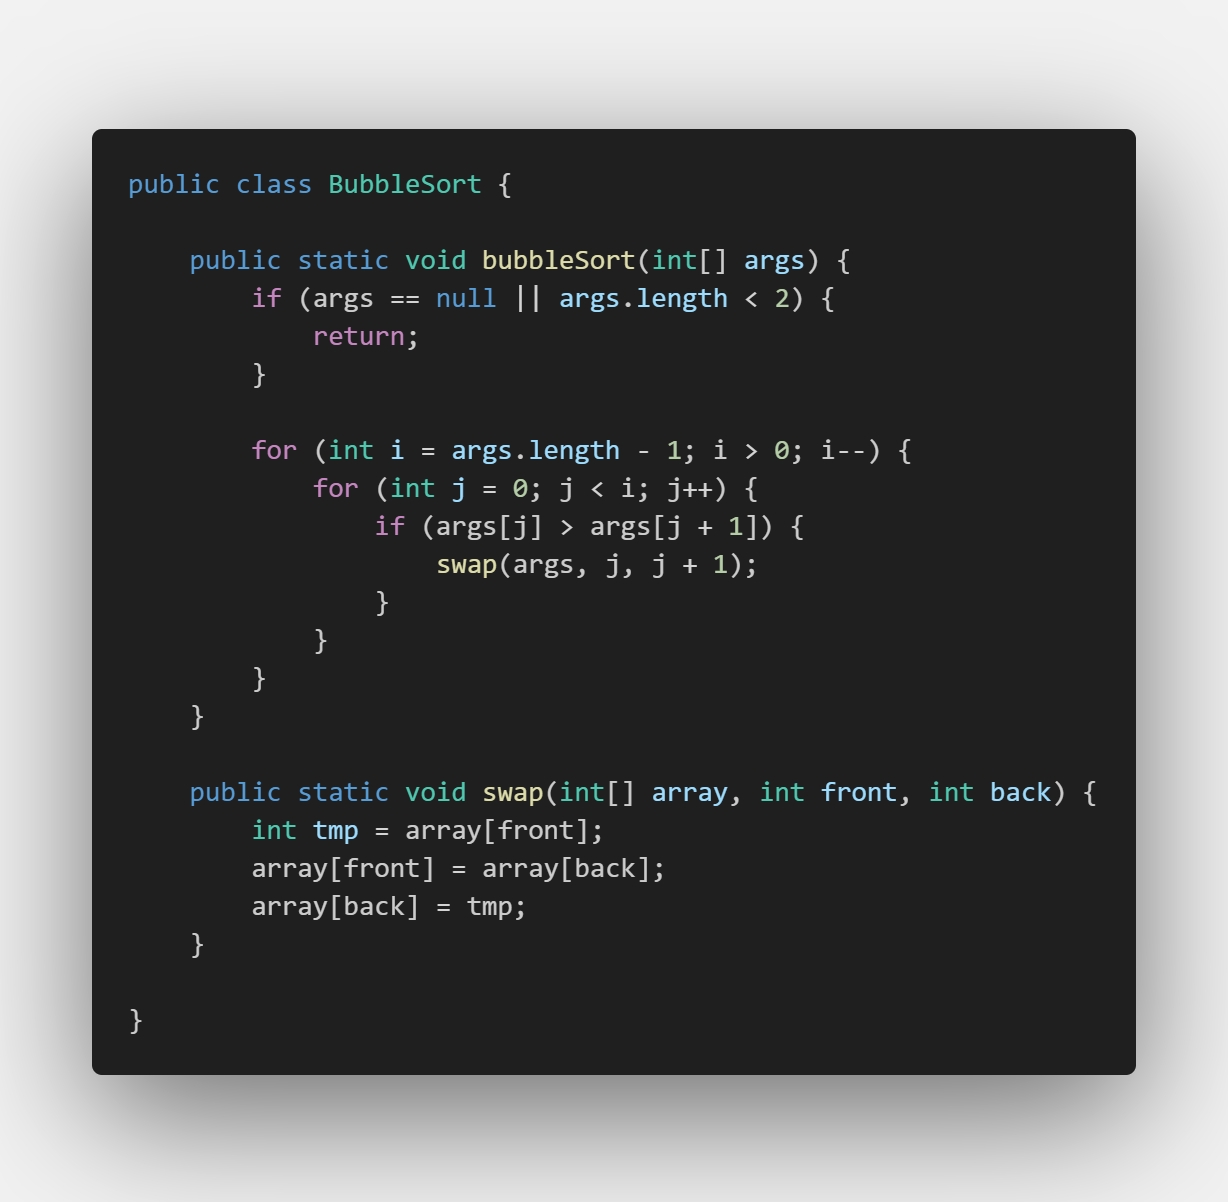 public class BubbleSort {

    public static void bubbleSort(int[] args) {
        if (args == null || args.length < 2) {
            return;
        }

        for (int i = args.length - 1; i > 0; i--) {
            for (int j = 0; j < i; j++) {
                if (args[j] > args[j + 1]) {
                    swap(args, j, j + 1);
                }
            }
        }
    }

    public static void swap(int[] array, int front, int back) {
        int tmp = array[front];
        array[front] = array[back];
        array[back] = tmp;
    }

}